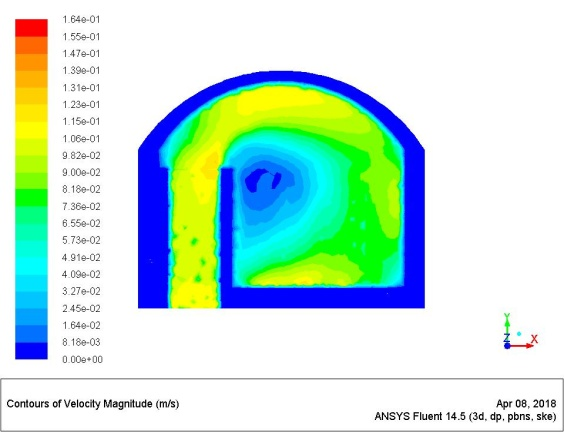 1.64e-01
1.55e-01
1.47e-01
1.39e-01
1.31e-01
1.23e-01
1.15e-01
1.06e-01
9.82e-02
9.00e-02
8.18e-02
7.36e-02
6.55e-02
5.73e-02
4.91e-02
4.09e-02
3.27e-02
2.45e-02
1.64e-02
8.18e-03
0.00e+00
Y
Z X
Contours of Velocity Magnitude (m/s)
Apr 08, 2018
ANSYS Fluent 14.5 (3d, dp, pbns, ske)